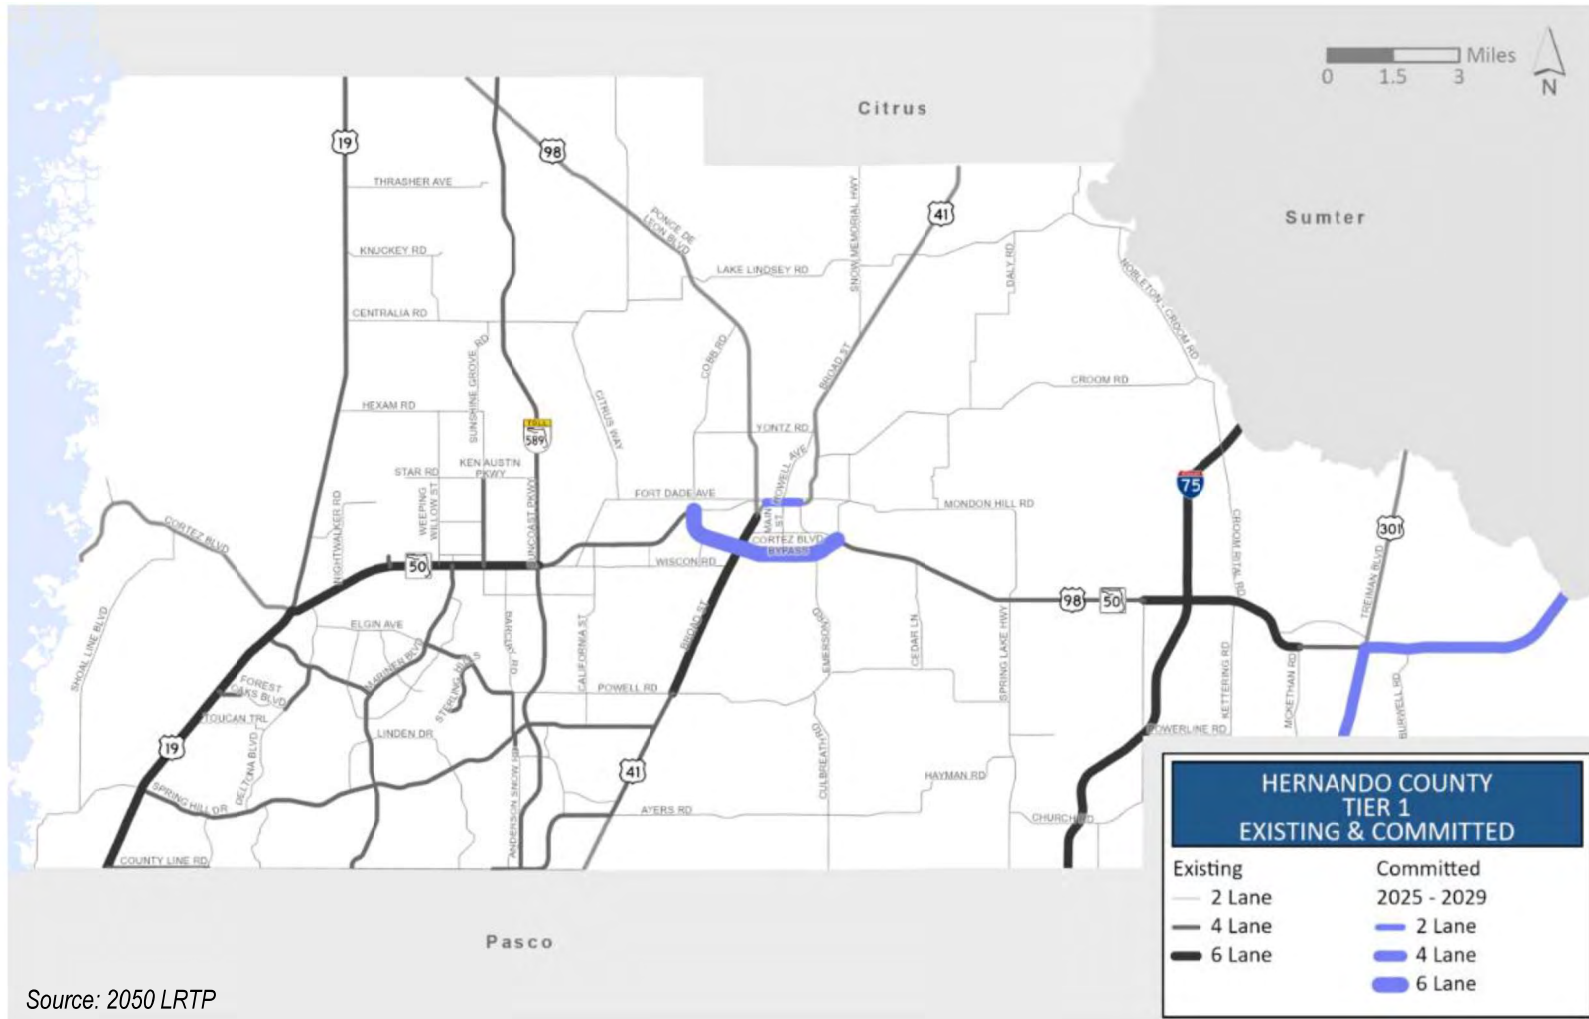 Miles
0 1.5 3
N
Citrus
Sumter
Pasco
19
98
41
THRASHER AVE
PONCE DE
LEON BLVD
SNOW MEMORIAL HWY
KNUCKEY RD
LAKE LINDSEY RD
DALY RD
NOBLETON - CROOM RD
CENTRALIA RD
SUNSHINE GROVE RD
COBB RD
BROAD ST
CROOM RD
HEXAM RD
CITRUS WAY
TOLL
589
YONTZ RD
HOWELL AVE
KEN AUSTIN
PKWY
STAR RD
WEEPING
WILLOW ST
FORT DADE AVE
MAIN
ST
MONDON HILL RD
75
301
NIGHTWALKER RD
SUNCOAST PKWY
CORTEZ BLVD
50
WISCON RD
CORTEZ BLVD
BYPASS
CROOM RITAL RD
TREIMAN BLVD
98
50
SHOAL LINE BLVD
ELGIN AVE
MARINER BLVD
BARCLAY RD
CALIFORNIA ST
BROAD ST
EMERSON RD
CEDAR LN
SPRING LAKE HWY
KETTERING RD
MCKETHAN RD
BURWELL RD
FOREST
OAKS BLVD
STERLING HILLS
POWELL RD
TOUCAN TRL
LINDEN DR
19
DELTONA BLVD
41
CULBREATH RD
POWERLINE RD
HAYMAN RD
SPRING HILL DR
ANDERSON SNOW RD
AYERS RD
CHURCH RD
COUNTY LINE RD
HERNANDO COUNTY
TIER 1
EXISTING & COMMITTED
Existing
2 Lane
4 Lane
6 Lane
Committed
2025 - 2029
2 Lane
4 Lane
6 Lane
Source: 2050 LRTP